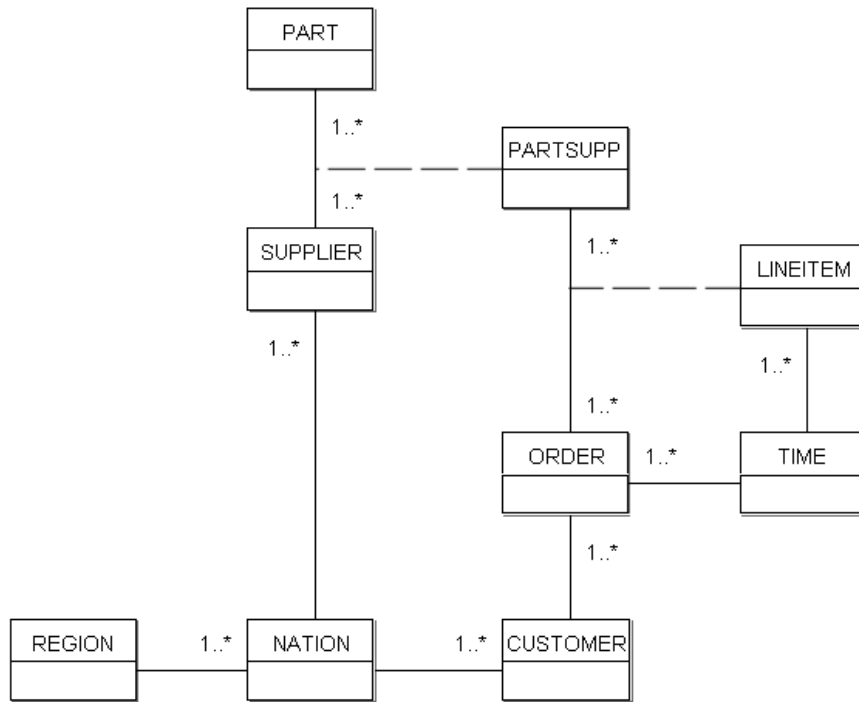 PART
1..*
PARTSUPP
1..*
SUPPLIER
1..*
LINEITEM
1..*
1..*
1..*
ORDER
1..*
TIME
1..*
REGION
1..*
NATION
1..*
CUSTOMER